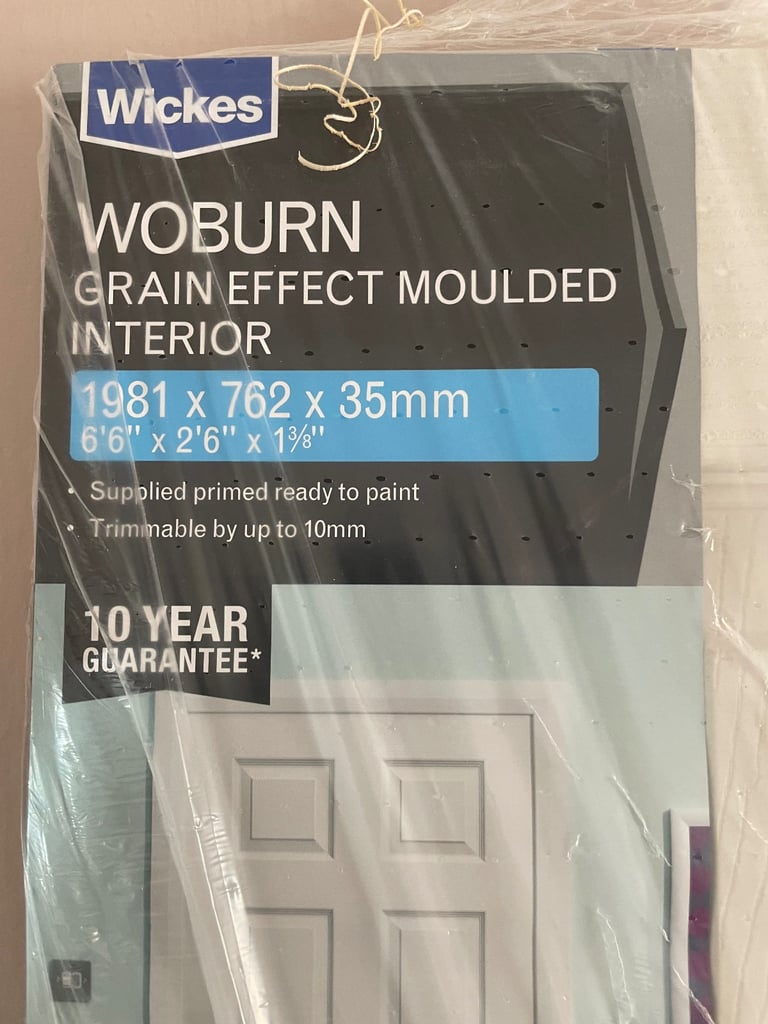 Wickes
WOBURN
GRAIN EFFECT MOULDED
INTERIOR
1981 x 762 x 35mm
6'6" x 2'6" x 1⅜"
• Supplied primed ready to paint
• Trimmable by up to 10mm
10 YEAR
GUARANTEE*